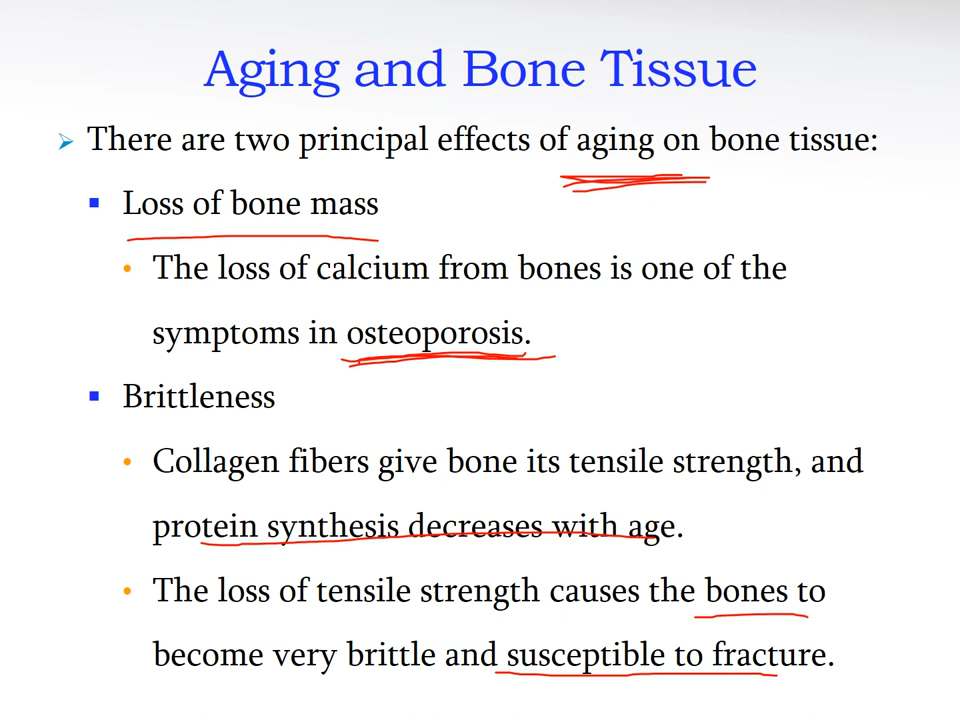 Aging and Bone Tissue
There are two principal effects of aging on bone tissue:
Loss of bone mass
The loss of calcium from bones is one of the
symptoms in osteoporosis.
Brittleness
Collagen fibers give bone its tensile strength, and
protein synthesis decreases with age.
The loss of tensile strength causes the bones to
become very brittle and susceptible to fracture.